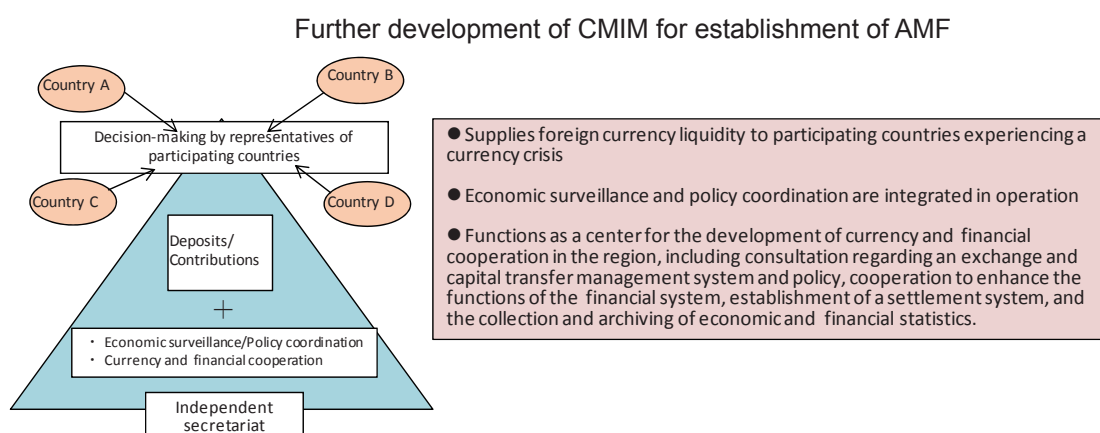 Further development of CMIM for establishment of AMF
Country A
Country B
Decision-making by representatives of
participating countries
Country C
Country D
Deposits/
Contributions
+
・ Economic surveillance/Policy coordination
・ Currency and financial cooperation
Independent
secretariat
● Supplies foreign currency liquidity to participating countries experiencing a
currency crisis
● Economic surveillance and policy coordination are integrated in operation
● Functions as a center for the development of currency and financial
cooperation in the region, including consultation regarding an exchange and
capital transfer management system and policy, cooperation to enhance the
functions of the financial system, establishment of a settlement system, and
the collection and archiving of economic and financial statistics.